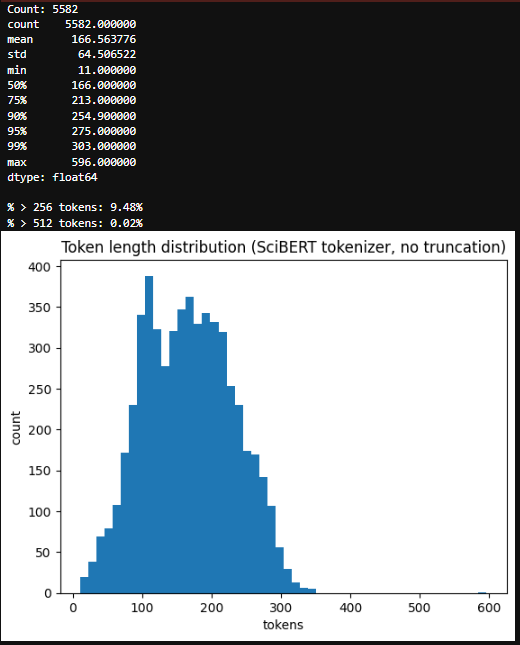 Count: 5582
count    5582.000000
mean      166.563776
std        64.506522
min        11.000000
50%       166.000000
75%       213.000000
90%       254.900000
95%       275.000000
99%       303.000000
max       596.000000
dtype: float64
% > 256 tokens: 9.48%
% > 512 tokens: 0.02%
Token length distribution (SciBERT tokenizer, no truncation)
400
350
300
250
200
150
100
50
0
count
0 100 200 300 400 500 600
tokens